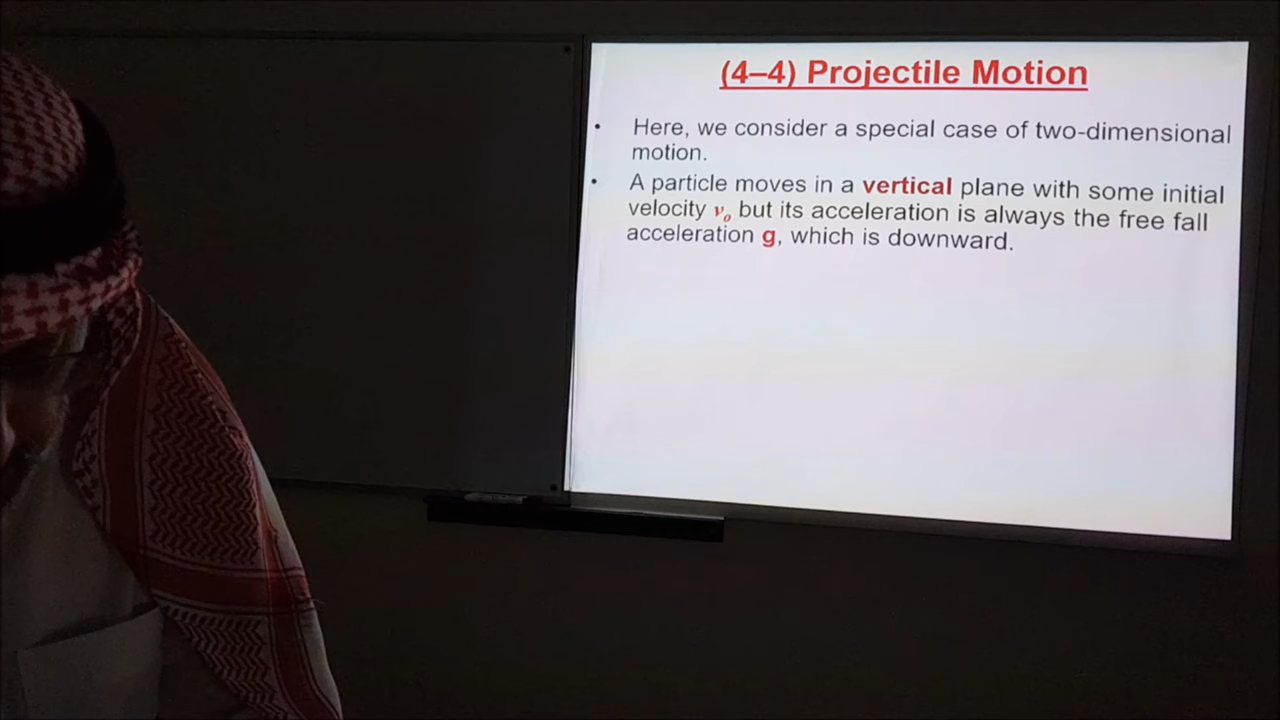 (4–4) Projectile Motion
• Here, we consider a special case of two-dimensional
motion.
• A particle moves in a vertical plane with some initial
velocity vo but its acceleration is always the free fall
acceleration g, which is downward.